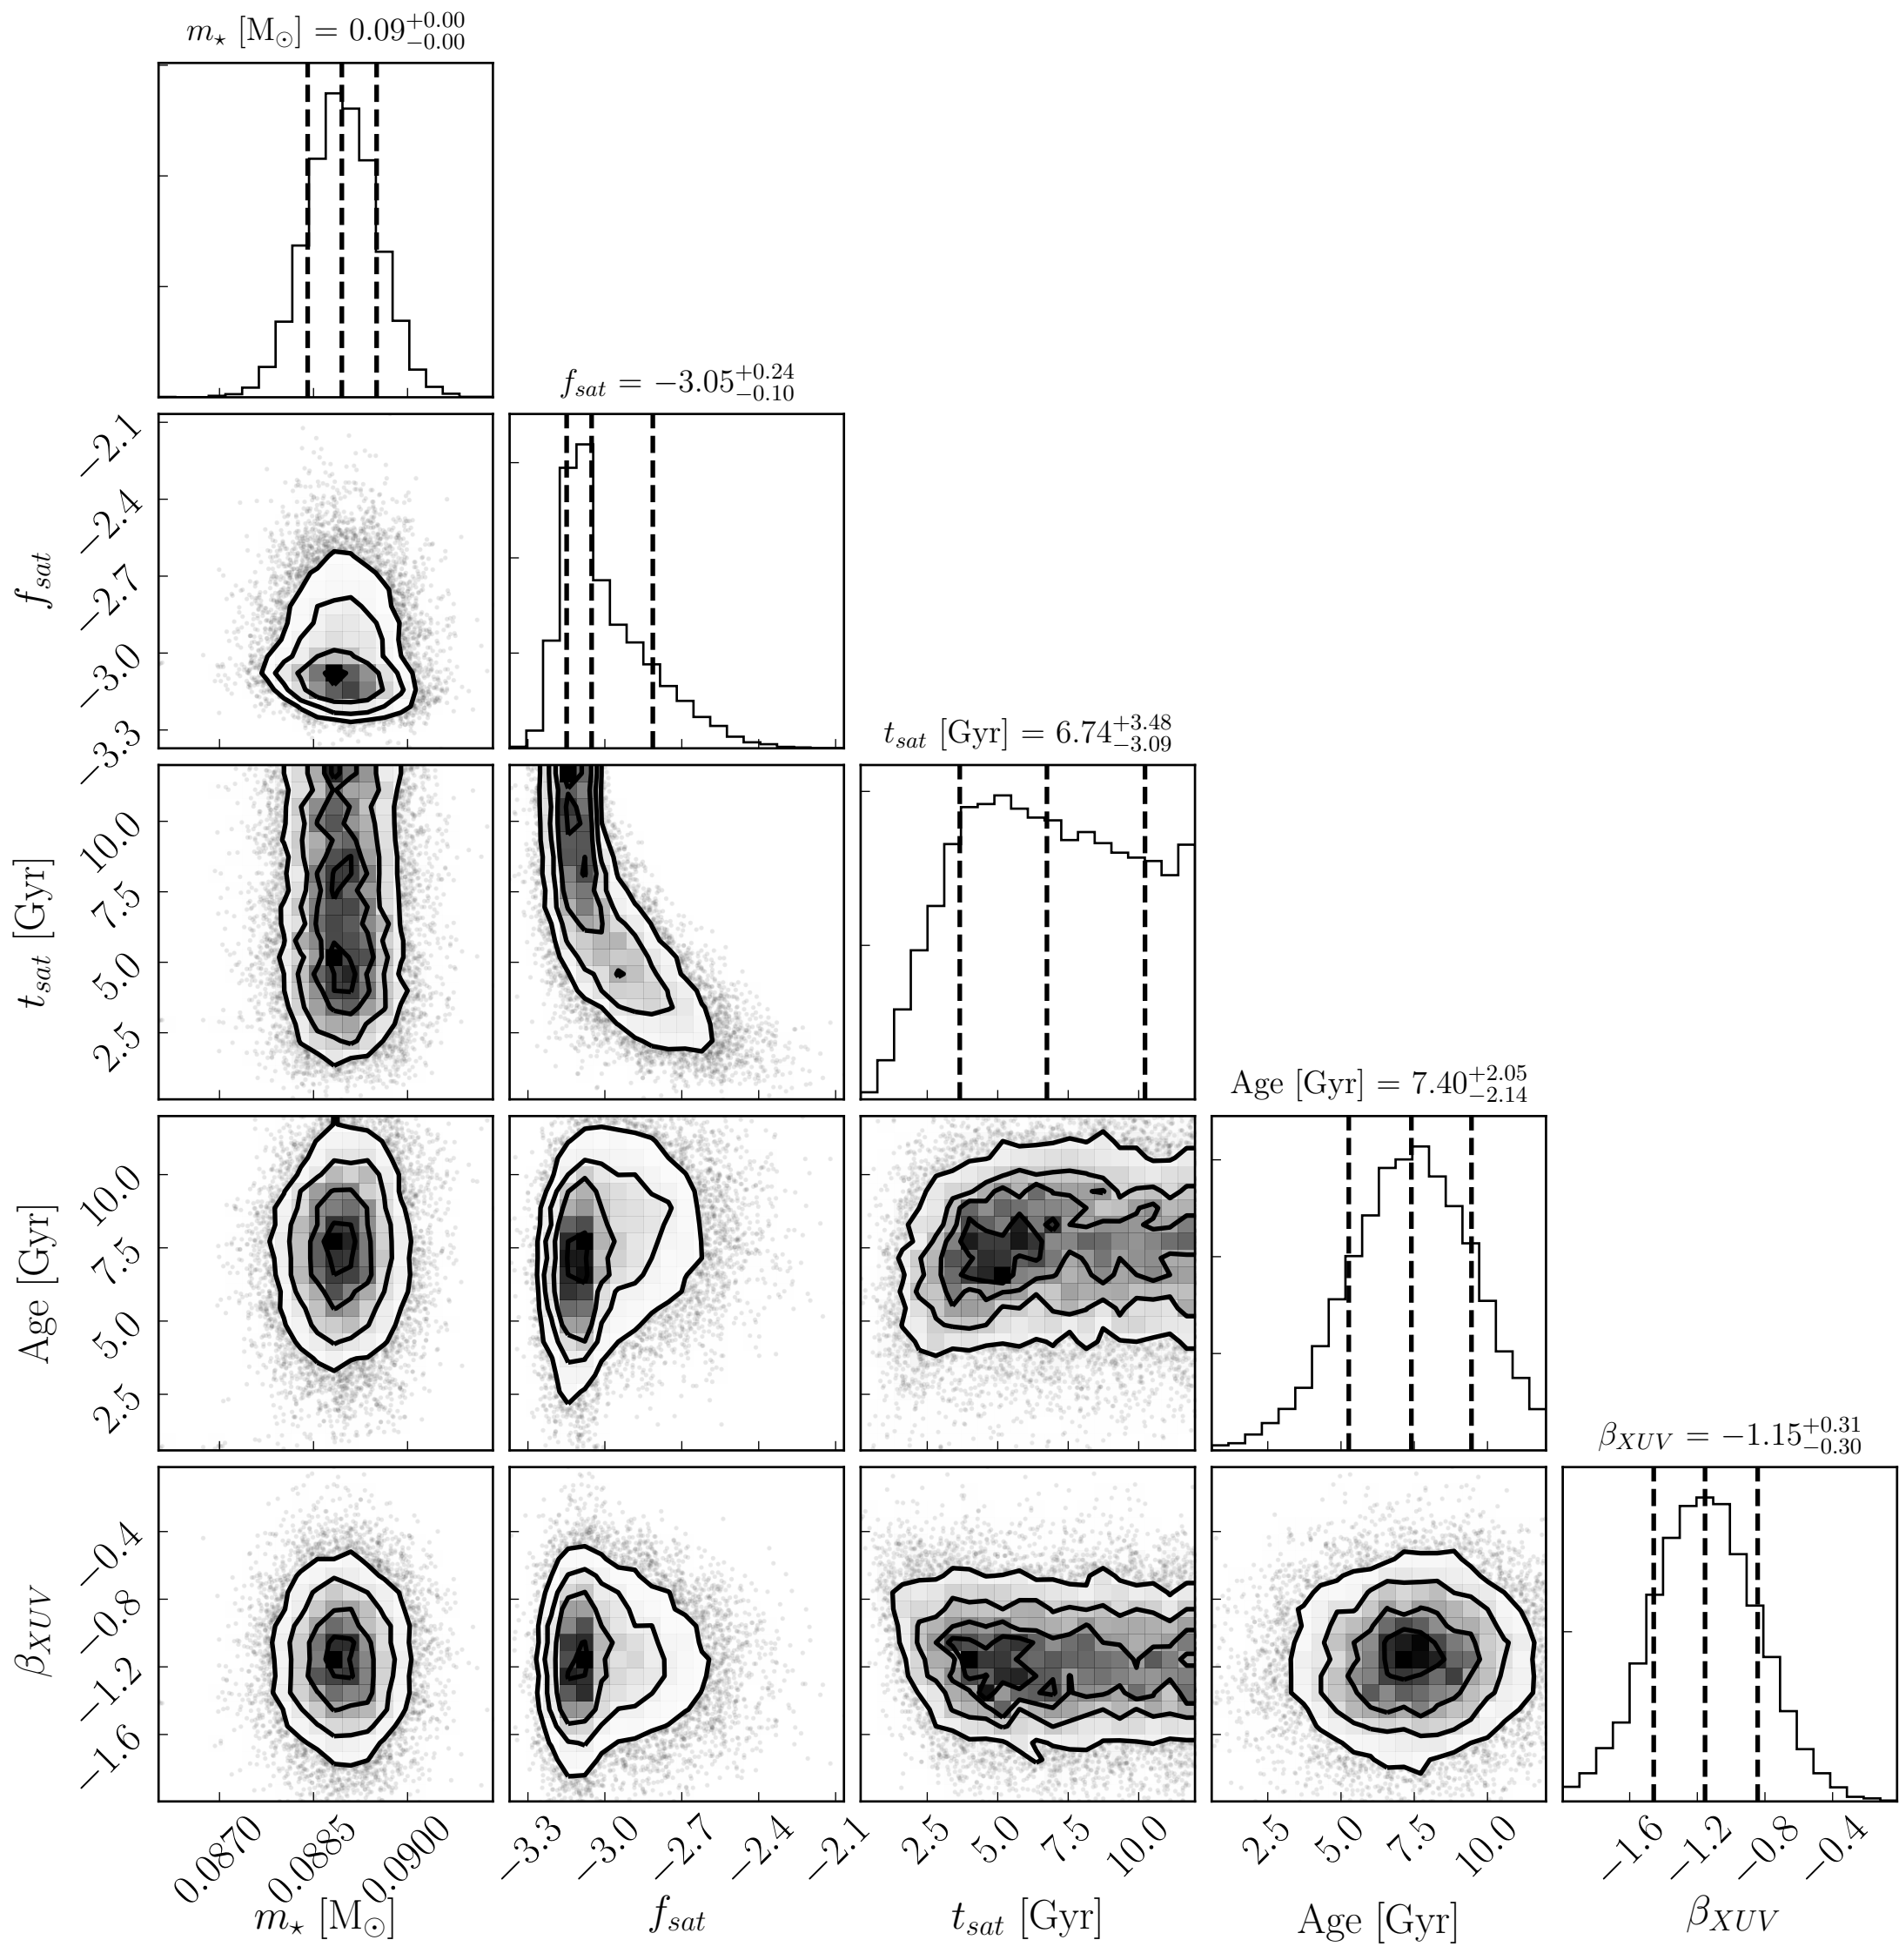 m⋆ [M⊙] = 0.09+0.00−0.00
fsat = −3.05+0.24−0.10
−2.1
−2.4
−2.7
−3.0
−3.3
fsat
tsat [Gyr] = 6.74+3.48−3.09
10.0
7.5
5.0
2.5
tsat [Gyr]
Age [Gyr] = 7.40+2.05−2.14
10.0
7.5
5.0
2.5
Age [Gyr]
βXUV = −1.15+0.31−0.30
−0.4
−0.8
−1.2
−1.6
βXUV
0.0870 0.0885 0.0900
−3.3 −3.0 −2.7 −2.4 −2.1
2.5 5.0 7.5 10.0
2.5 5.0 7.5 10.0
−1.6 −1.2 −0.8 −0.4
m⋆ [M⊙]
fsat
tsat [Gyr]
Age [Gyr]
βXUV